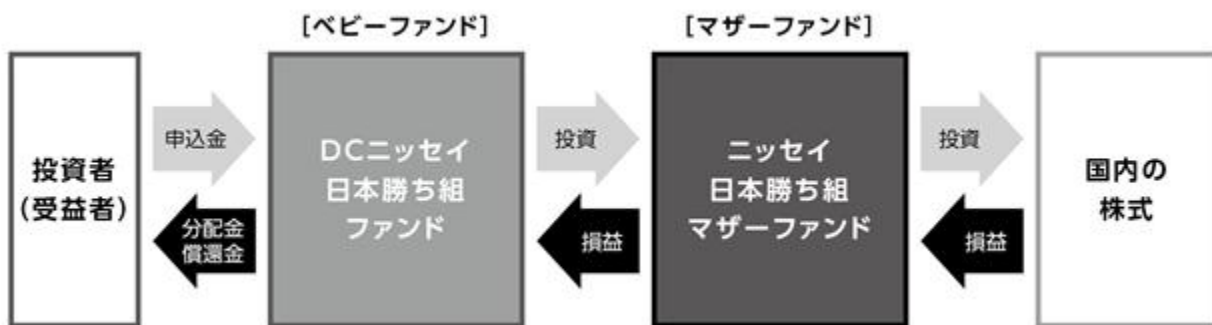 [ベビーファンド]
[マザーファンド]
投資者
(受益者)
申込金
分配金
償還金
DCニッセイ
日本勝ち組
ファンド
投資
損益
ニッセイ
日本勝ち組
マザーファンド
投資
損益
国内の
株式